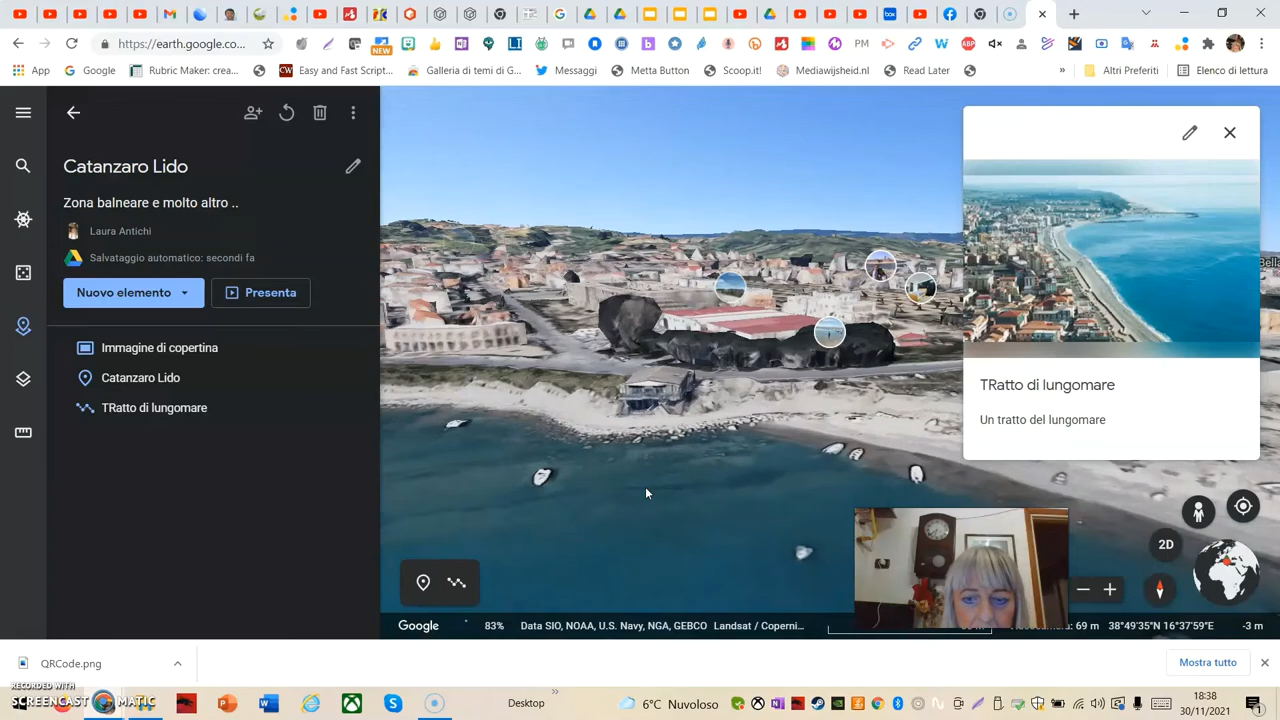 https://earth.google.co...
App
Google
Rubric Maker: crea...
Easy and Fast Script...
Galleria di temi di G...
Messaggi
Metta Button
Scoop.it!
Mediawijsheid.nl
Read Later
»
Altri Preferiti
Elenco di lettura
Catanzaro Lido
Zona balneare e molto altro ..
Laura Antichi
Salvataggio automatico: secondi fa
Nuovo elemento
Presenta
Immagine di copertina
Catanzaro Lido
TRatto di lungomare
TRatto di lungomare
Un tratto del lungomare
2D
Google
83%
Data SIO, NOAA, U.S. Navy, NGA, GEBCO Landsat / Coperni...
69 m
38°49'35"N 16°37'59"E
-3 m
QRCode.png
Mostra tutto
RECORDED WITH
SCREENCAST MATIC
Desktop
6°C Nuvoloso
18:38
30/11/2021